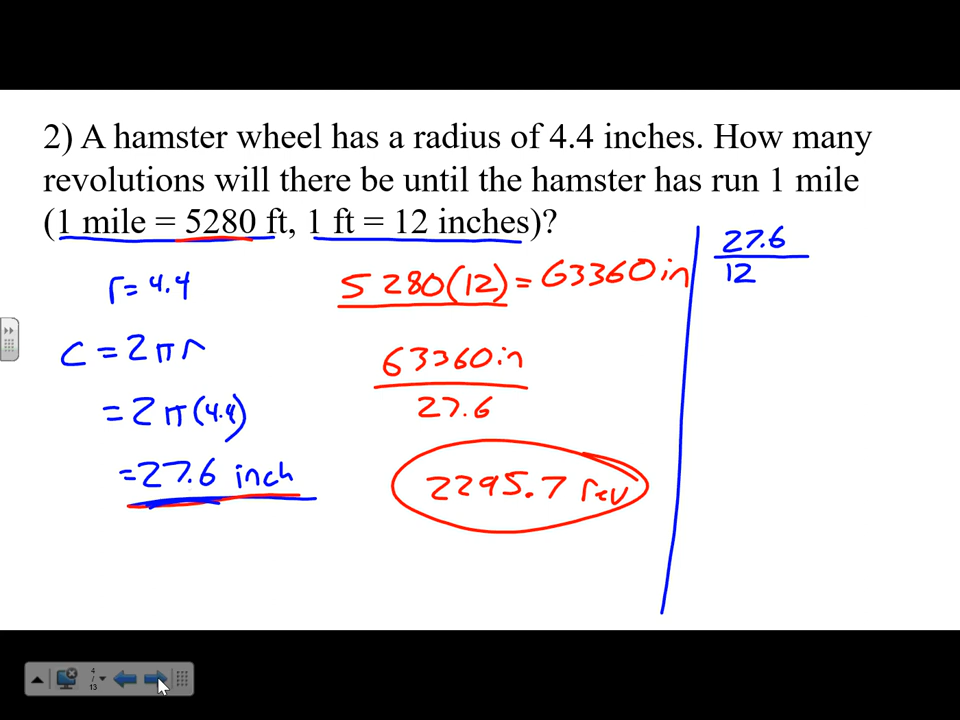 2) A hamster wheel has a radius of 4.4 inches. How many
revolutions will there be until the hamster has run 1 mile
(1 mile = 5280 ft, 1 ft = 12 inches)?
r = 4.4
C = 2πr
= 2π(4.4)
= 27.6 inch
5280(12) = 63360 in
63360 in
27.6
2295.7 rev
27.6
12
4
/
13